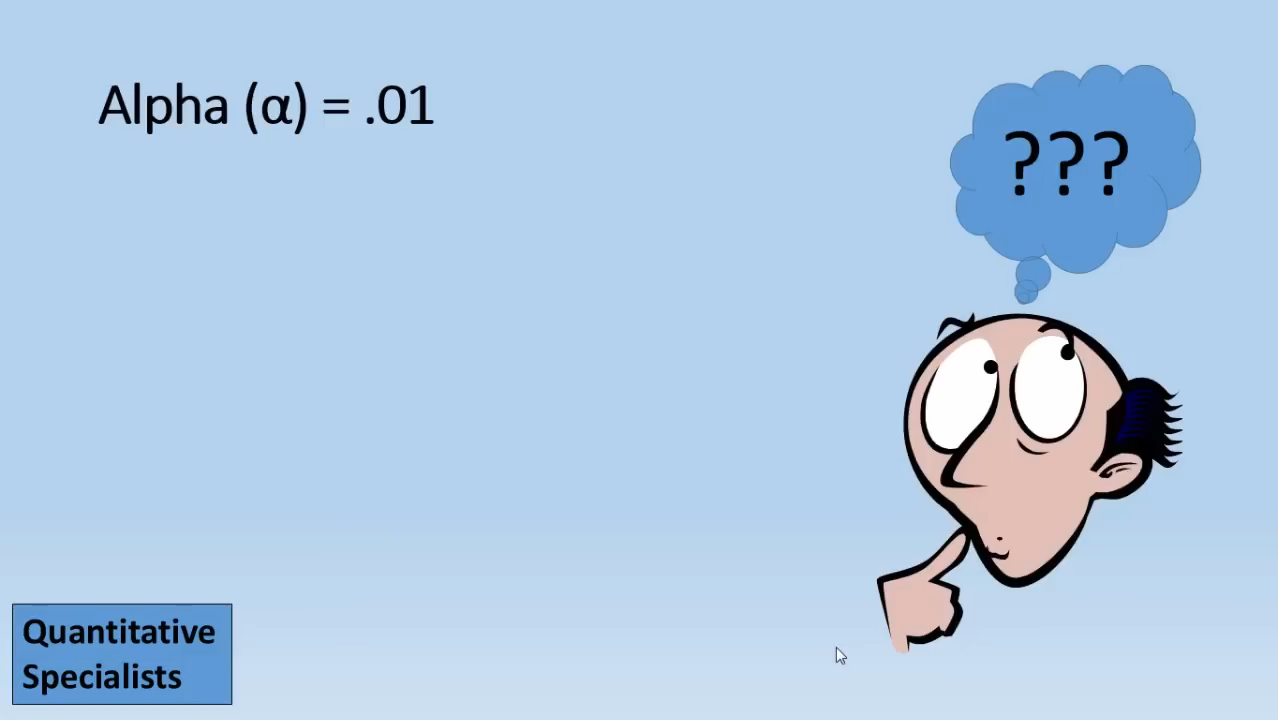 Alpha (α) = .01
???
Quantitative
Specialists